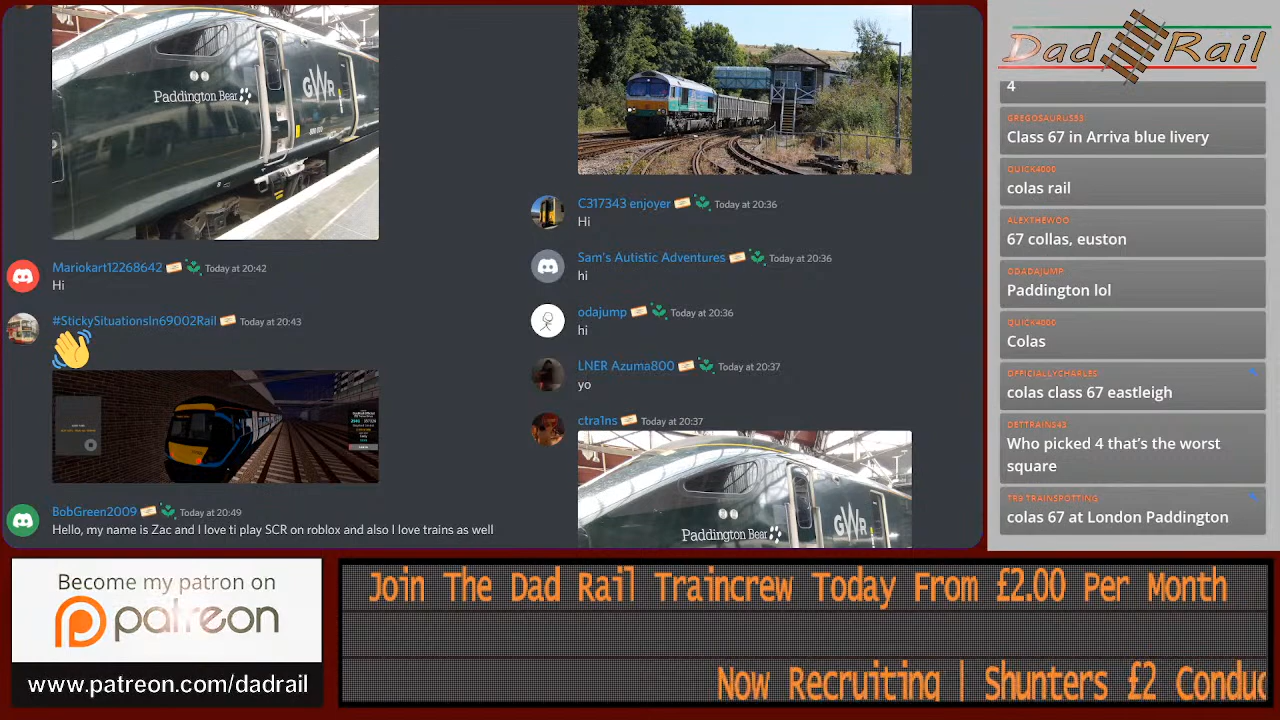 Paddington Bear
GWR
Mariokart12268642 Today at 20:42
Hi
#StickySituationsIn69002Rail Today at 20:43
BobGreen2009 Today at 20:49
Hello, my name is Zac and I love ti play SCR on roblox and also I love trains as well
C317343 enjoyer Today at 20:36
Hi
Sam's Autistic Adventures Today at 20:36
hi
odajump Today at 20:36
hi
LNER Azuma800 Today at 20:37
yo
ctra1ns Today at 20:37
Paddington Bear
GWR
Dad Rail
4
GREGOSAURUS33
Class 67 in Arriva blue livery
QUICK4000
colas rail
ALEXTHEWOO
67 collas, euston
DDADAJUMP
Paddington lol
QUICK4000
Colas
OFFICIALLYCHARLES
colas class 67 eastleigh
DETTRAINS43
Who picked 4 that's the worst
square
TR9 TRAINSPOTTING
colas 67 at London Paddington
Become my patron on
patreon
www.patreon.com/dadrail
Join The Dad Rail Traincrew Today From £2.00 Per Month
Now Recruiting | Shunters £2 Conduc